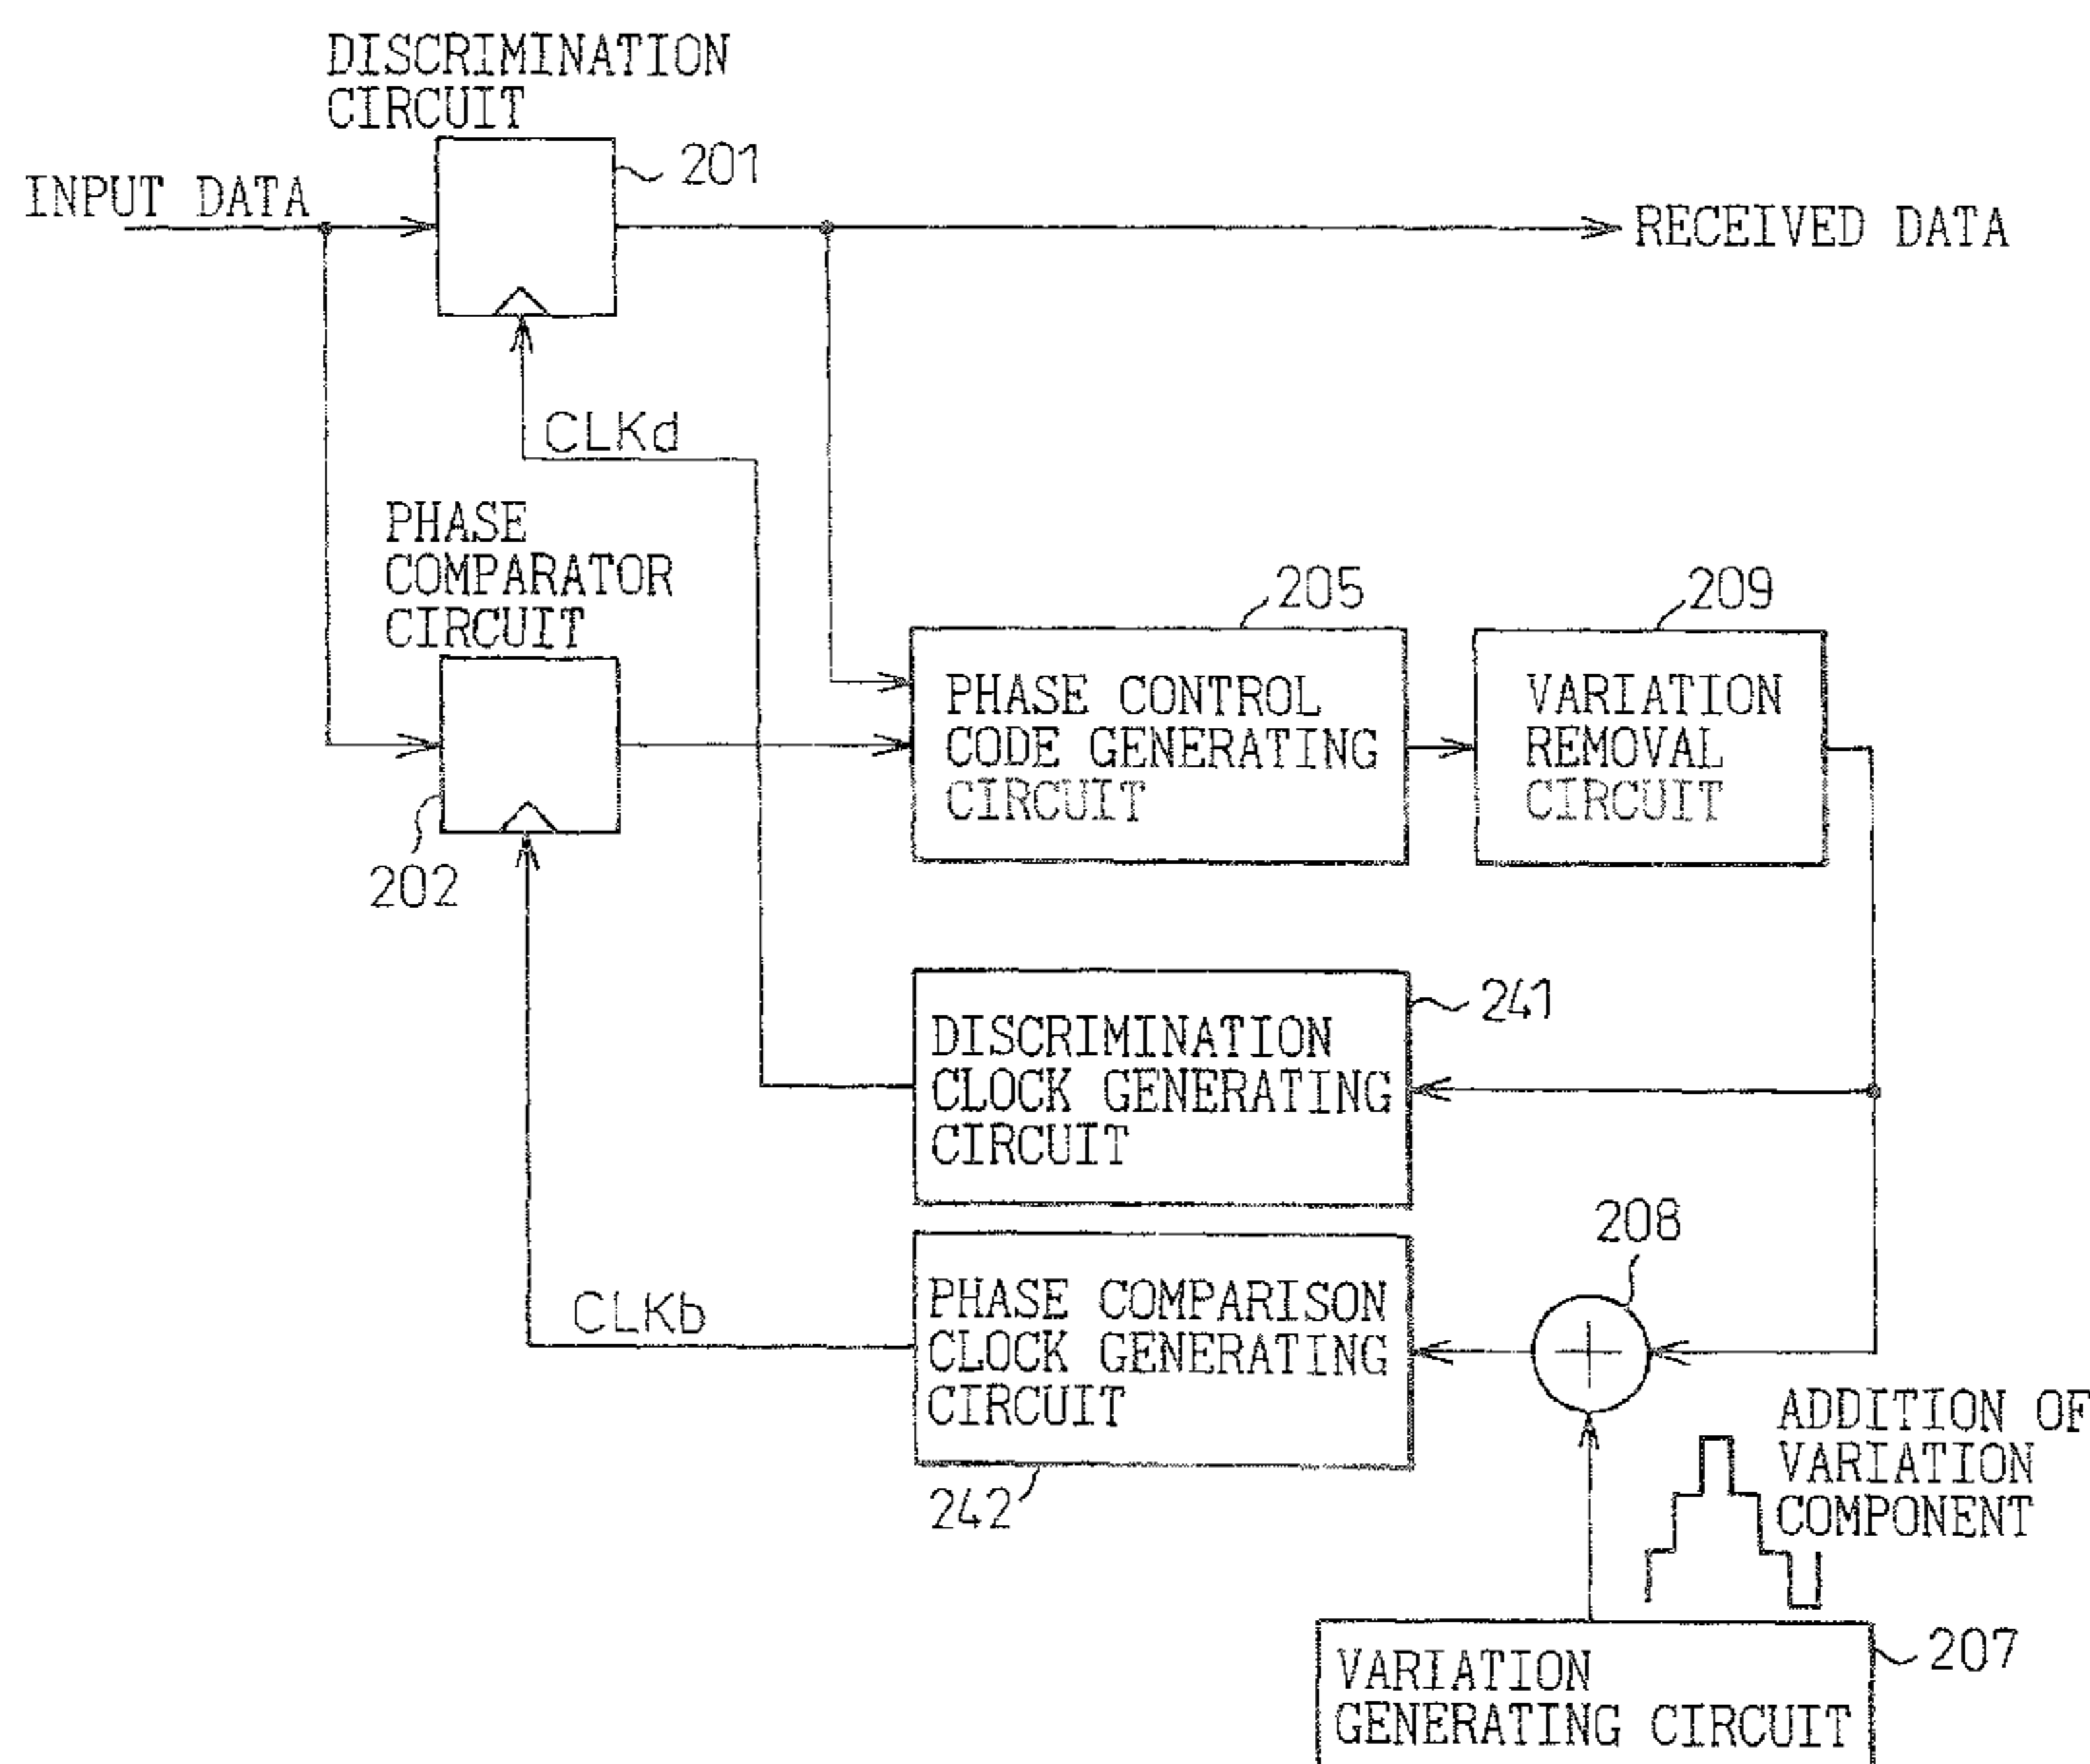 DISCRIMINATION
CIRCUIT
201
INPUT DATA
RECEIVED DATA
CLKd
PHASE
COMPARATOR
CIRCUIT
202
205
PHASE CONTROL
CODE GENERATING
CIRCUIT
209
VARIATION
REMOVAL
CIRCUIT
241
DISCRIMINATION
CLOCK GENERATING
CIRCUIT
208
CLKb
PHASE COMPARISON
CLOCK GENERATING
CIRCUIT
242
ADDITION OF
VARIATION
COMPONENT
207
VARIATION
GENERATING CIRCUIT